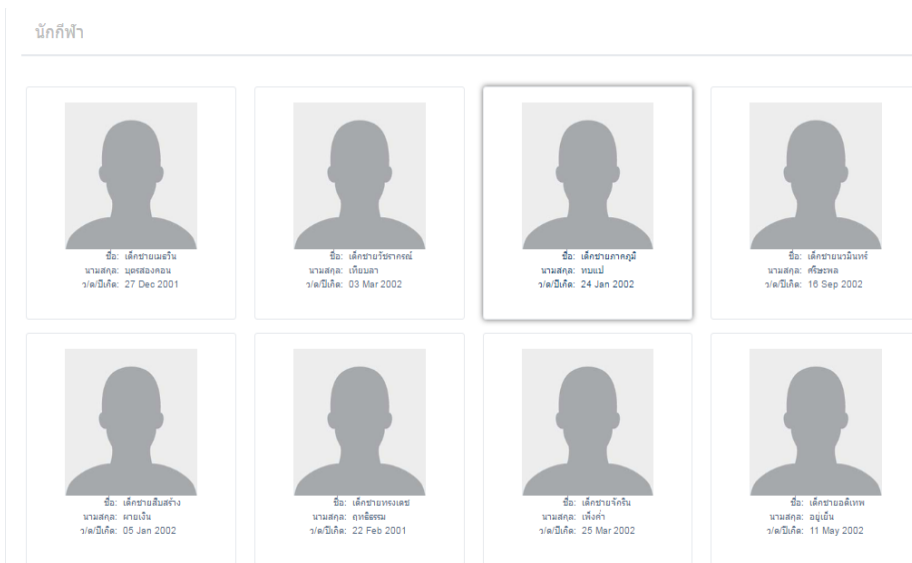 นักกีฬา
ชื่อ: เด็กชายเมธวิน
นามสกุล: บุตรสองคอน
ว/ด/ปีเกิด: 27 Dec 2001
ชื่อ: เด็กชายวัชรากรณ์
นามสกุล: เทียบลา
ว/ด/ปีเกิด: 03 Mar 2002
ชื่อ: เด็กชายภาคภูมิ
นามสกุล: ทบแป
ว/ด/ปีเกิด: 24 Jan 2002
ชื่อ: เด็กชายนวมินทร์
นามสกุล: ศรีษะพล
ว/ด/ปีเกิด: 16 Sep 2002
ชื่อ: เด็กชายสืบสร้าง
นามสกุล: ผายเงิน
ว/ด/ปีเกิด: 05 Jan 2002
ชื่อ: เด็กชายทรงเดช
นามสกุล: ฤทธิธรรม
ว/ด/ปีเกิด: 22 Feb 2001
ชื่อ: เด็กชายจักริน
นามสกุล: เพ็งค่ำ
ว/ด/ปีเกิด: 25 Mar 2002
ชื่อ: เด็กชายอดิเทพ
นามสกุล: อยู่เย็น
ว/ด/ปีเกิด: 11 May 2002